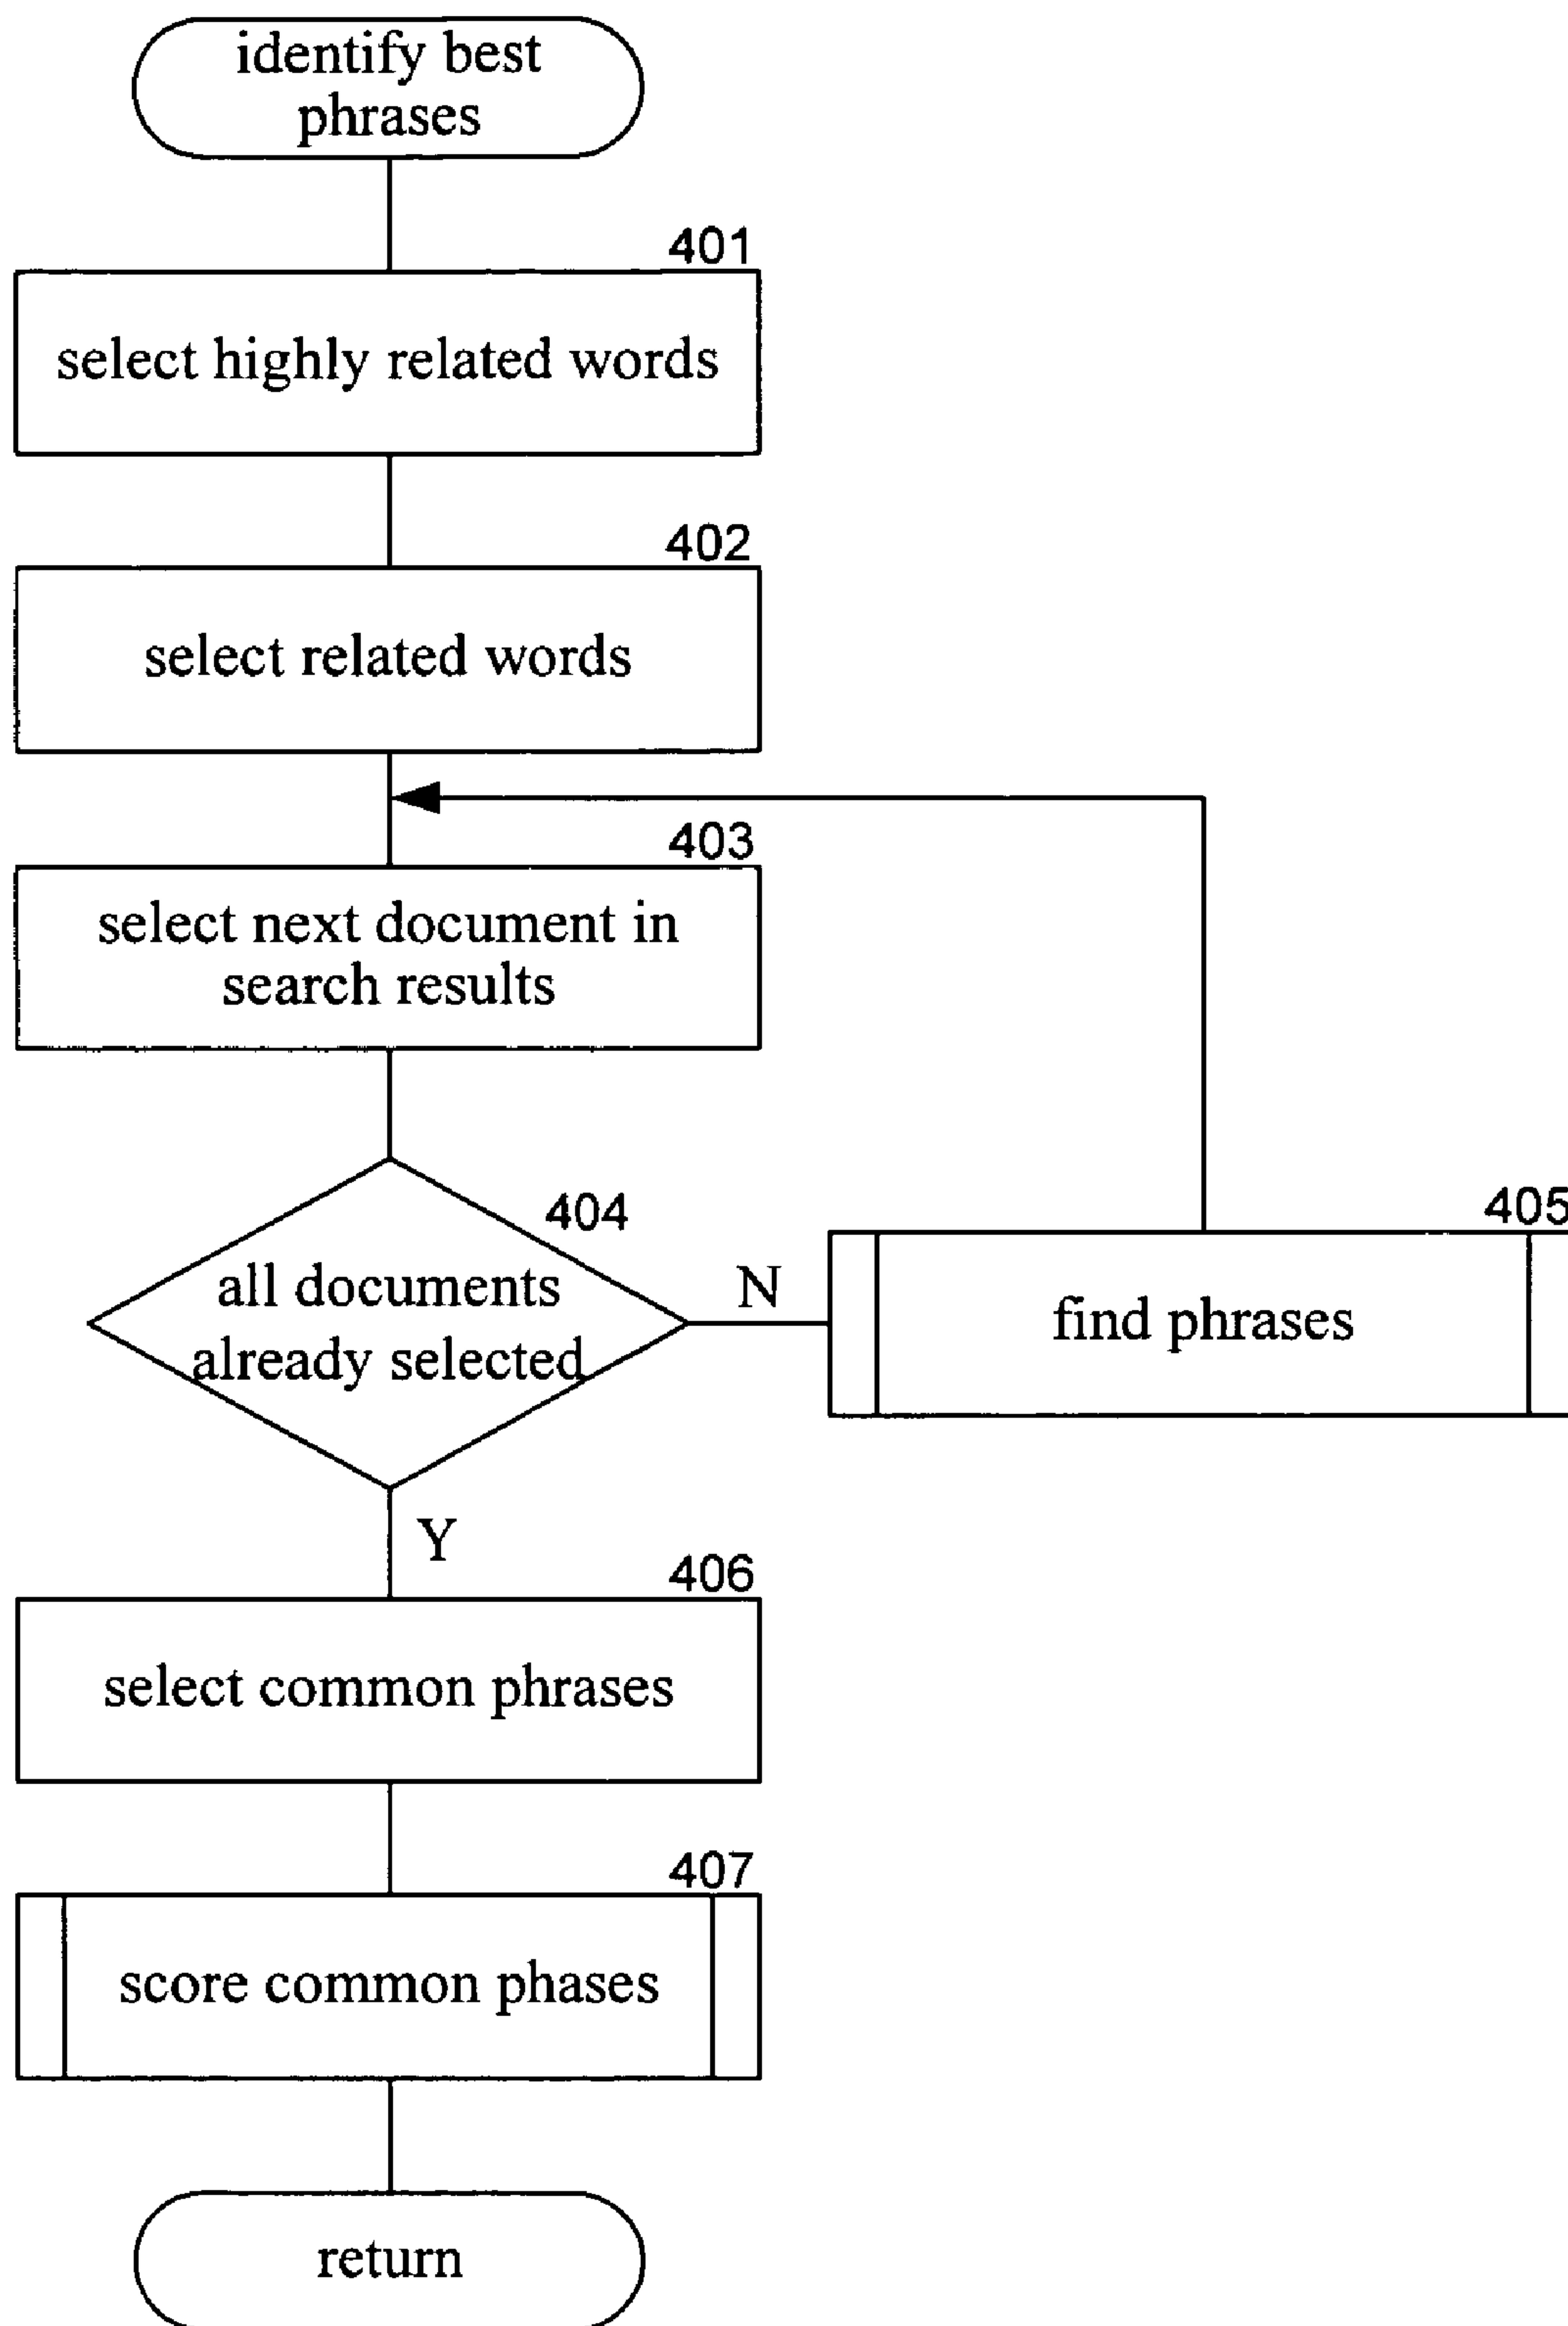 identify best
phrases
401
select highly related words
402
select related words
403
select next document in
search results
404
all documents
already selected
N
405
find phrases
Y
406
select common phrases
407
score common phases
return